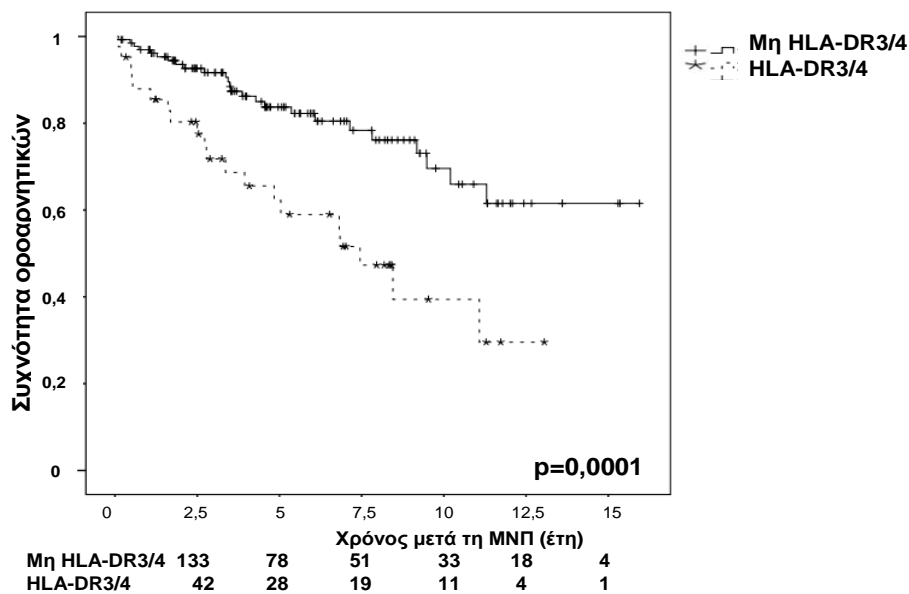 1
0,8
0,6
0,4
0,2
0
Συχνότητα οροαρνητικών
Μη HLA-DR3/4
HLA-DR3/4
p=0,0001
0 2,5 5 7,5 10 12,5 15
Χρόνος μετά τη ΜΝΠ (έτη)
Μη HLA-DR3/4 133 78 51 33 18 4
HLA-DR3/4 42 28 19 11 4 1